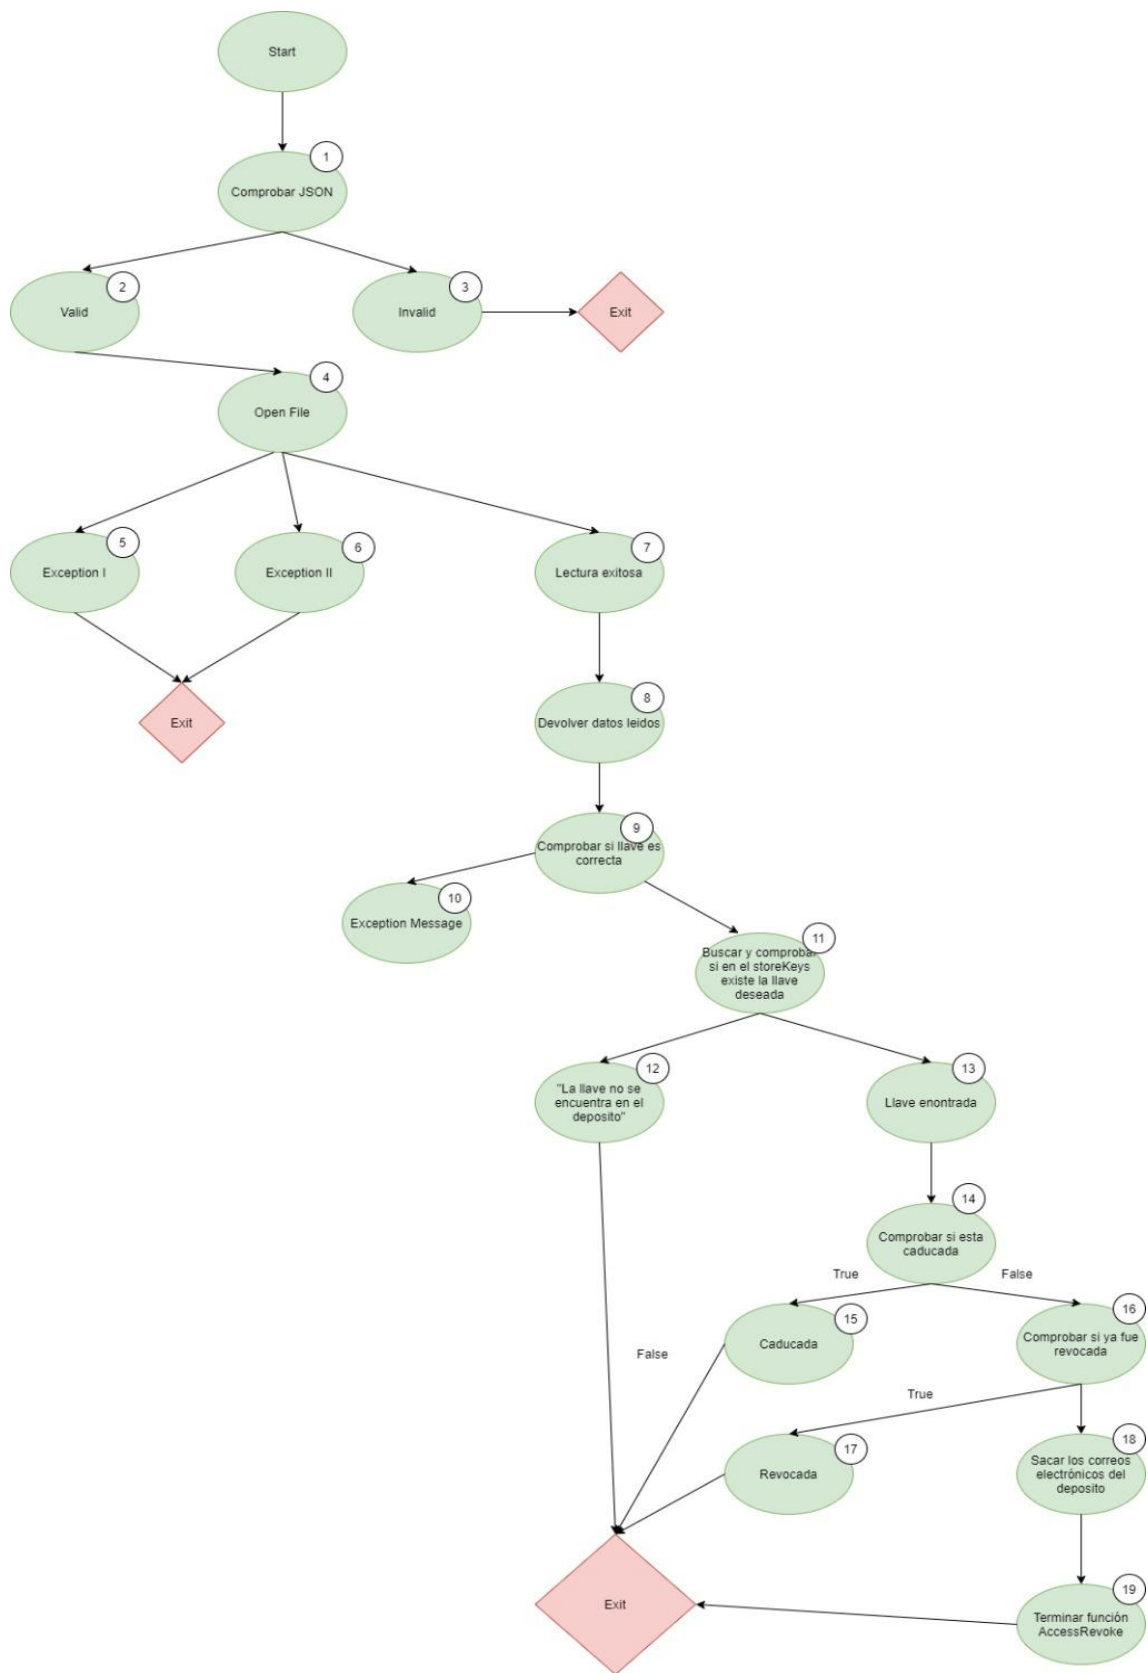 Start
1
Comprobar JSON
2
Valid
3
Invalid
Exit
4
Open File
5
Exception I
6
Exception II
7
Lectura exitosa
Exit
8
Devolver datos leidos
9
Comprobar si llave es
correcta
10
Exception Message
11
Buscar y comprobar
si en el storeKeys
existe la llave
deseada
12
"La llave no se
encuentra en el
deposito"
13
Llave enontrada
14
Comprobar si esta
caducada
True
False
15
Caducada
16
Comprobar si ya fue
revocada
False
True
17
Revocada
18
Sacar los correos
electrónicos del
deposito
Exit
19
Terminar función
AccessRevoke